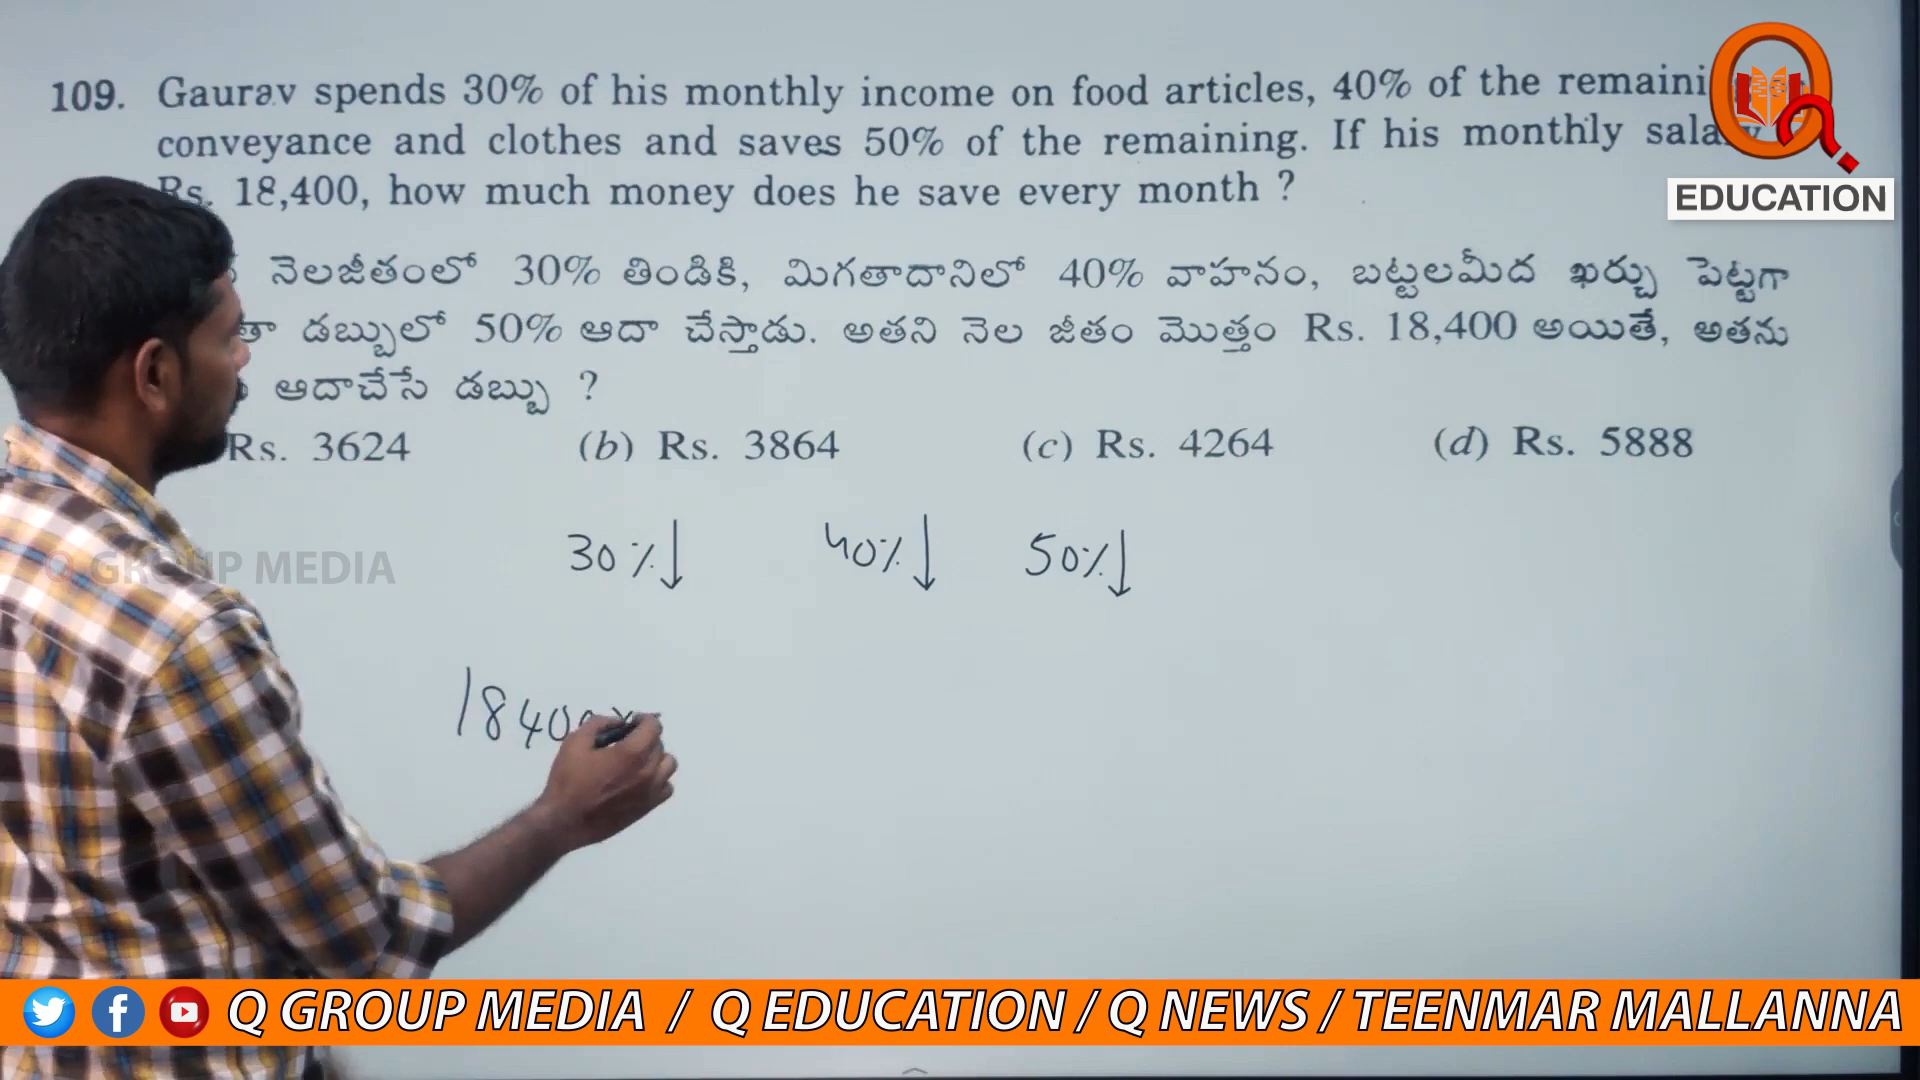 109. Gaurav spends 30% of his monthly income on food articles, 40% of the
conveyance and clothes and saves 50% of the remaining. If his monthly
Rs. 18,400, how much money does he save every month ?
EDUCATION
నెలజీతంలో 30% తిండికి, మిగతాదానిలో 40% వాహనం, బట్టలమీద ఖర్చు పెట్టగా
డబ్బులో 50% ఆదా చేస్తాడు. అతని నెల జీతం మొత్తం Rs. 18,400 అయితే, అతను
ఆదాచేసే డబ్బు ?
Rs. 3624 (b) Rs. 3864 (c) Rs. 4264 (d) Rs. 5888
30%↓ 40%↓ 50%↓
Q GROUP MEDIA
Q GROUP MEDIA / Q EDUCATION / Q NEWS / TEENMAR MALLANNA